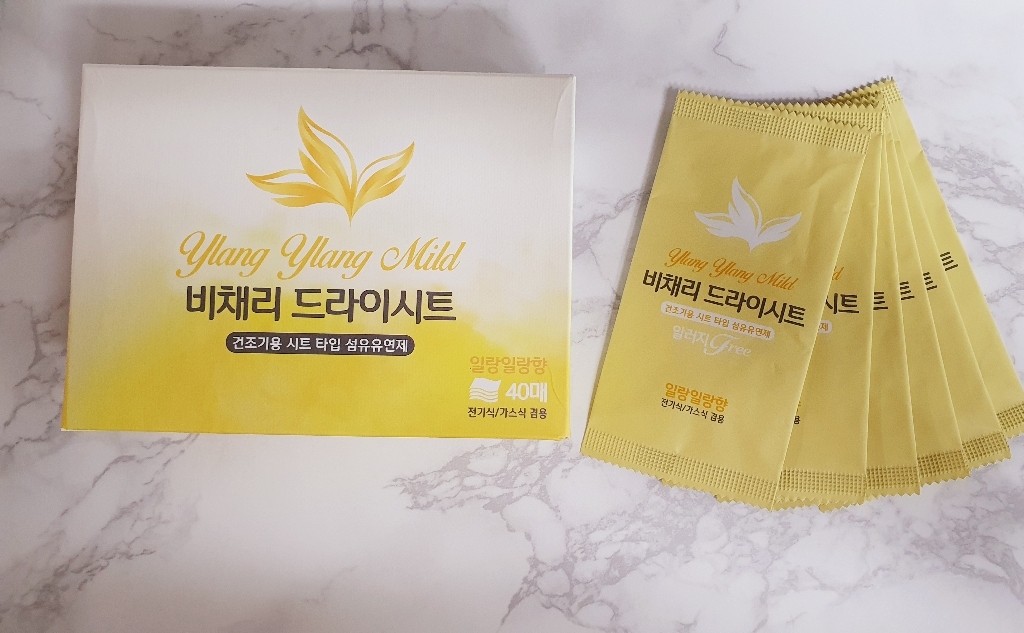 Ylang Ylang Mild
비채리 드라이시트
건조기용 시트 타입 섬유유연제
일랑일랑향
40매
전기식/가스식 겸용
Ylang Ylang Mild
비채리 드라이시트
건조기용 시트 타입 섬유유연제
알러지Free
일랑일랑향
전기식/가스식 겸용